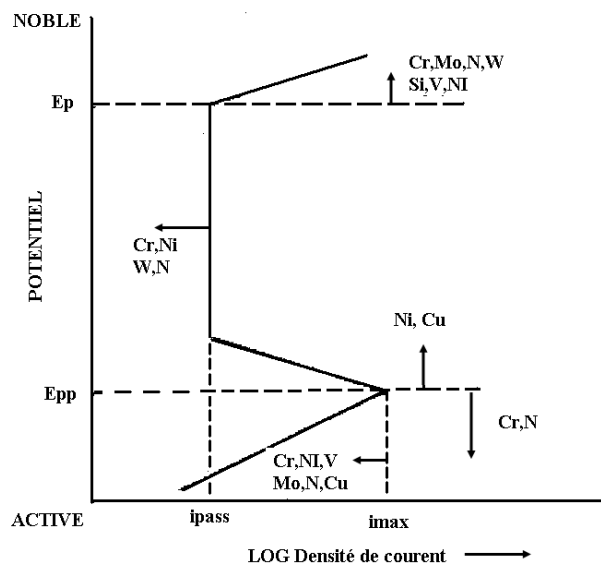 NOBLE
Cr,Mo,N,W
Si,V,NI
Ep
POTENTIEL
Cr,Ni
W,N
Ni, Cu
Epp
Cr,N
Cr,NI,V
Mo,N,Cu
ACTIVE
ipass
imax
LOG Densité de courent